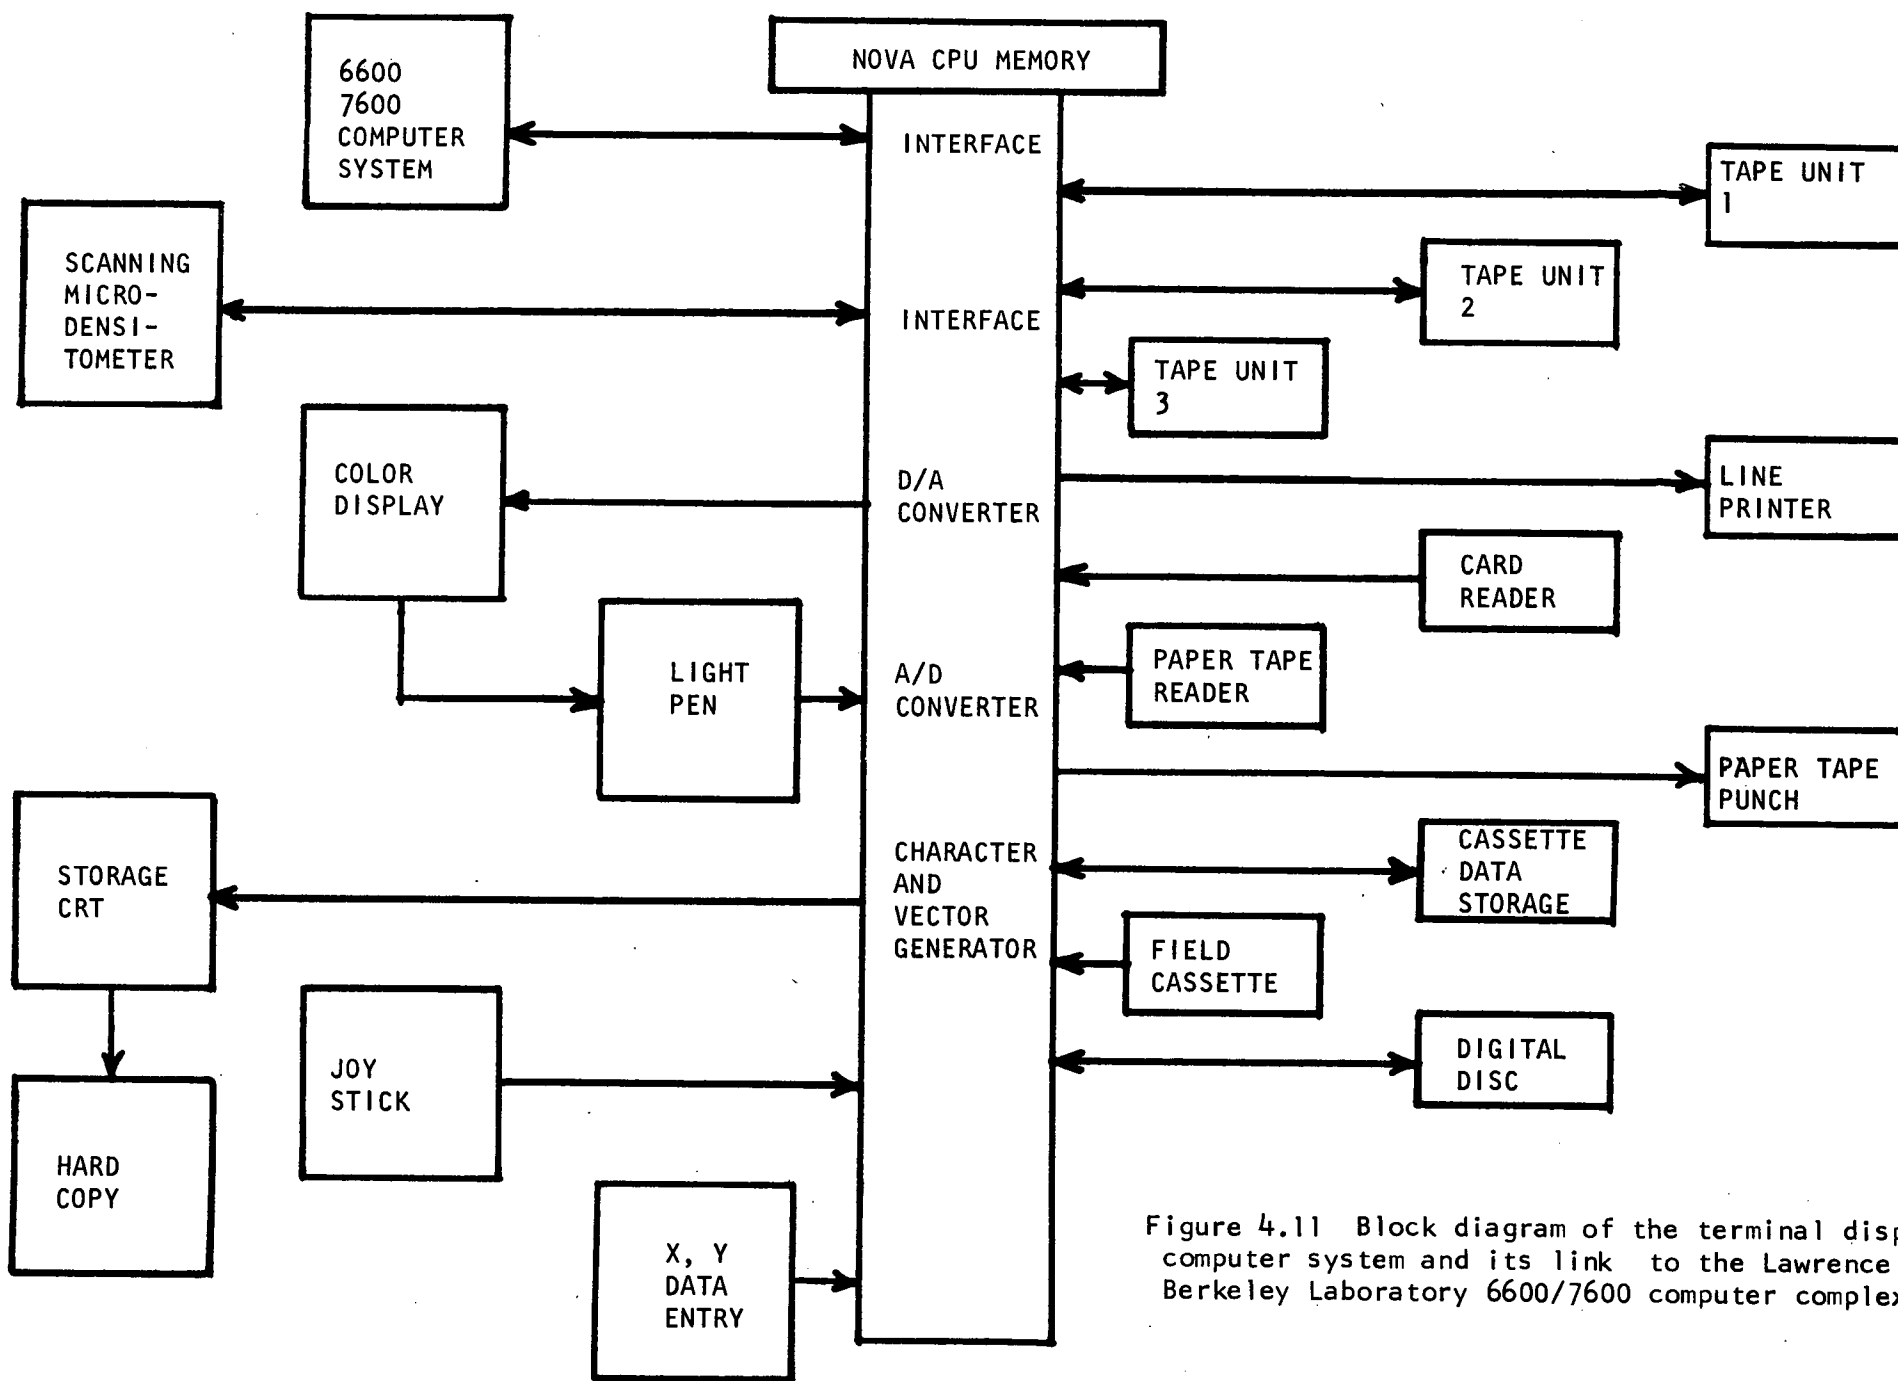 6600
7600
COMPUTER
SYSTEM
NOVA CPU MEMORY
INTERFACE
TAPE UNIT
1
SCANNING
MICRO-
DENSI-
TOMETER
INTERFACE
TAPE UNIT
2
TAPE UNIT
3
COLOR
DISPLAY
D/A
CONVERTER
LINE
PRINTER
CARD
READER
LIGHT
PEN
A/D
CONVERTER
PAPER TAPE
READER
PAPER TAPE
PUNCH
STORAGE
CRT
CHARACTER
AND
VECTOR
GENERATOR
CASSETTE
DATA
STORAGE
FIELD
CASSETTE
JOY
STICK
DIGITAL
DISC
HARD
COPY
X, Y
DATA
ENTRY
Figure 4.11 Block diagram of the terminal
computer system and its link to the Lawrence
Berkeley Laboratory 6600/7600 computer complex